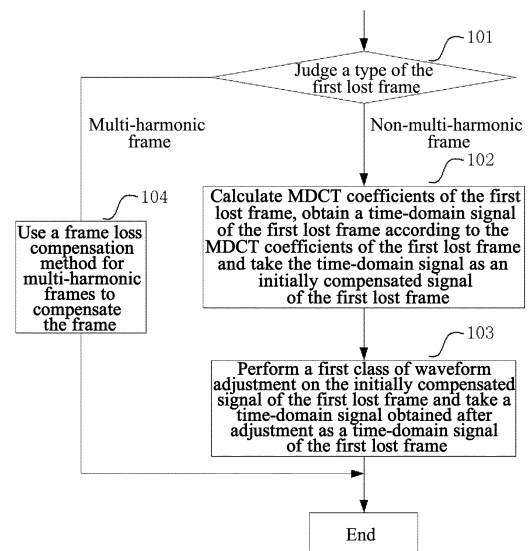 101
Judge a type of the
first lost frame
Multi-harmonic
frame
Non-multi-harmonic
frame
102
Calculate MDCT coefficients of the first
lost frame, obtain a time-domain signal
of the first lost frame according to the
MDCT coefficients of the first lost frame
and take the time-domain signal as an
initially compensated signal
of the first lost frame
104
Use a frame loss
compensation
method for
multi-harmonic
frames to
compensate
the frame
103
Perform a first class of waveform
adjustment on the initially compensated
signal of the first lost frame and take a
time-domain signal obtained after
adjustment as a time-domain signal
of the first lost frame
End